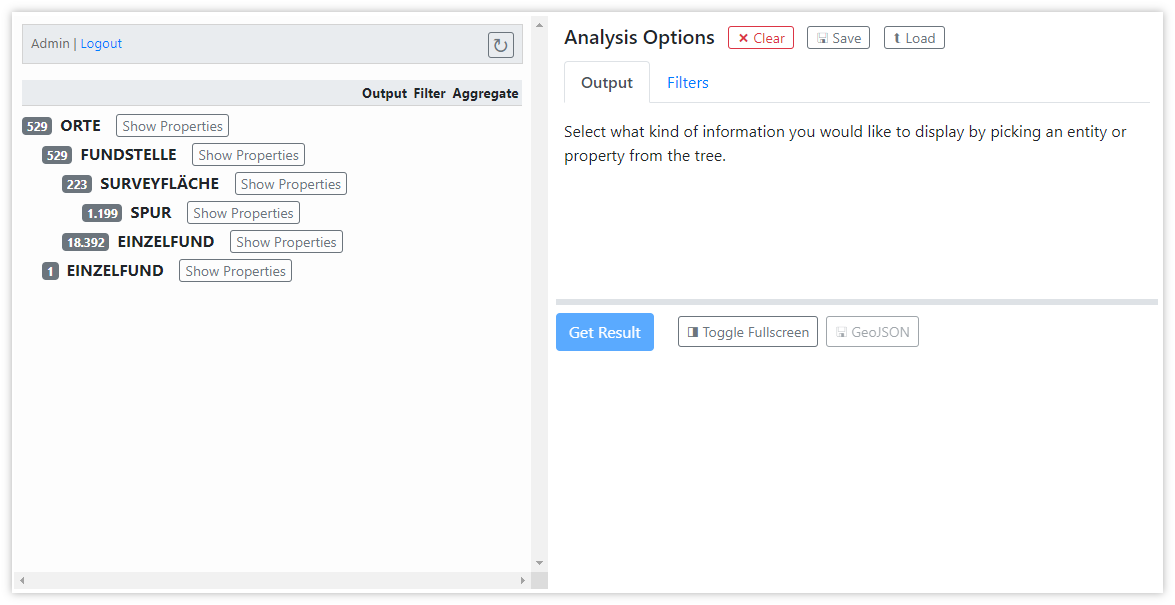 Admin | Logout
Output Filter Aggregate
529 ORTE Show Properties
529 FUNDSTELLE Show Properties
223 SURVEYFLÄCHE Show Properties
1.199 SPUR Show Properties
18.392 EINZELFUND Show Properties
1 EINZELFUND Show Properties
Analysis Options Clear Save Load
Output Filters
Select what kind of information you would like to display by picking an entity or
property from the tree.
Get Result Toggle Fullscreen GeoJSON